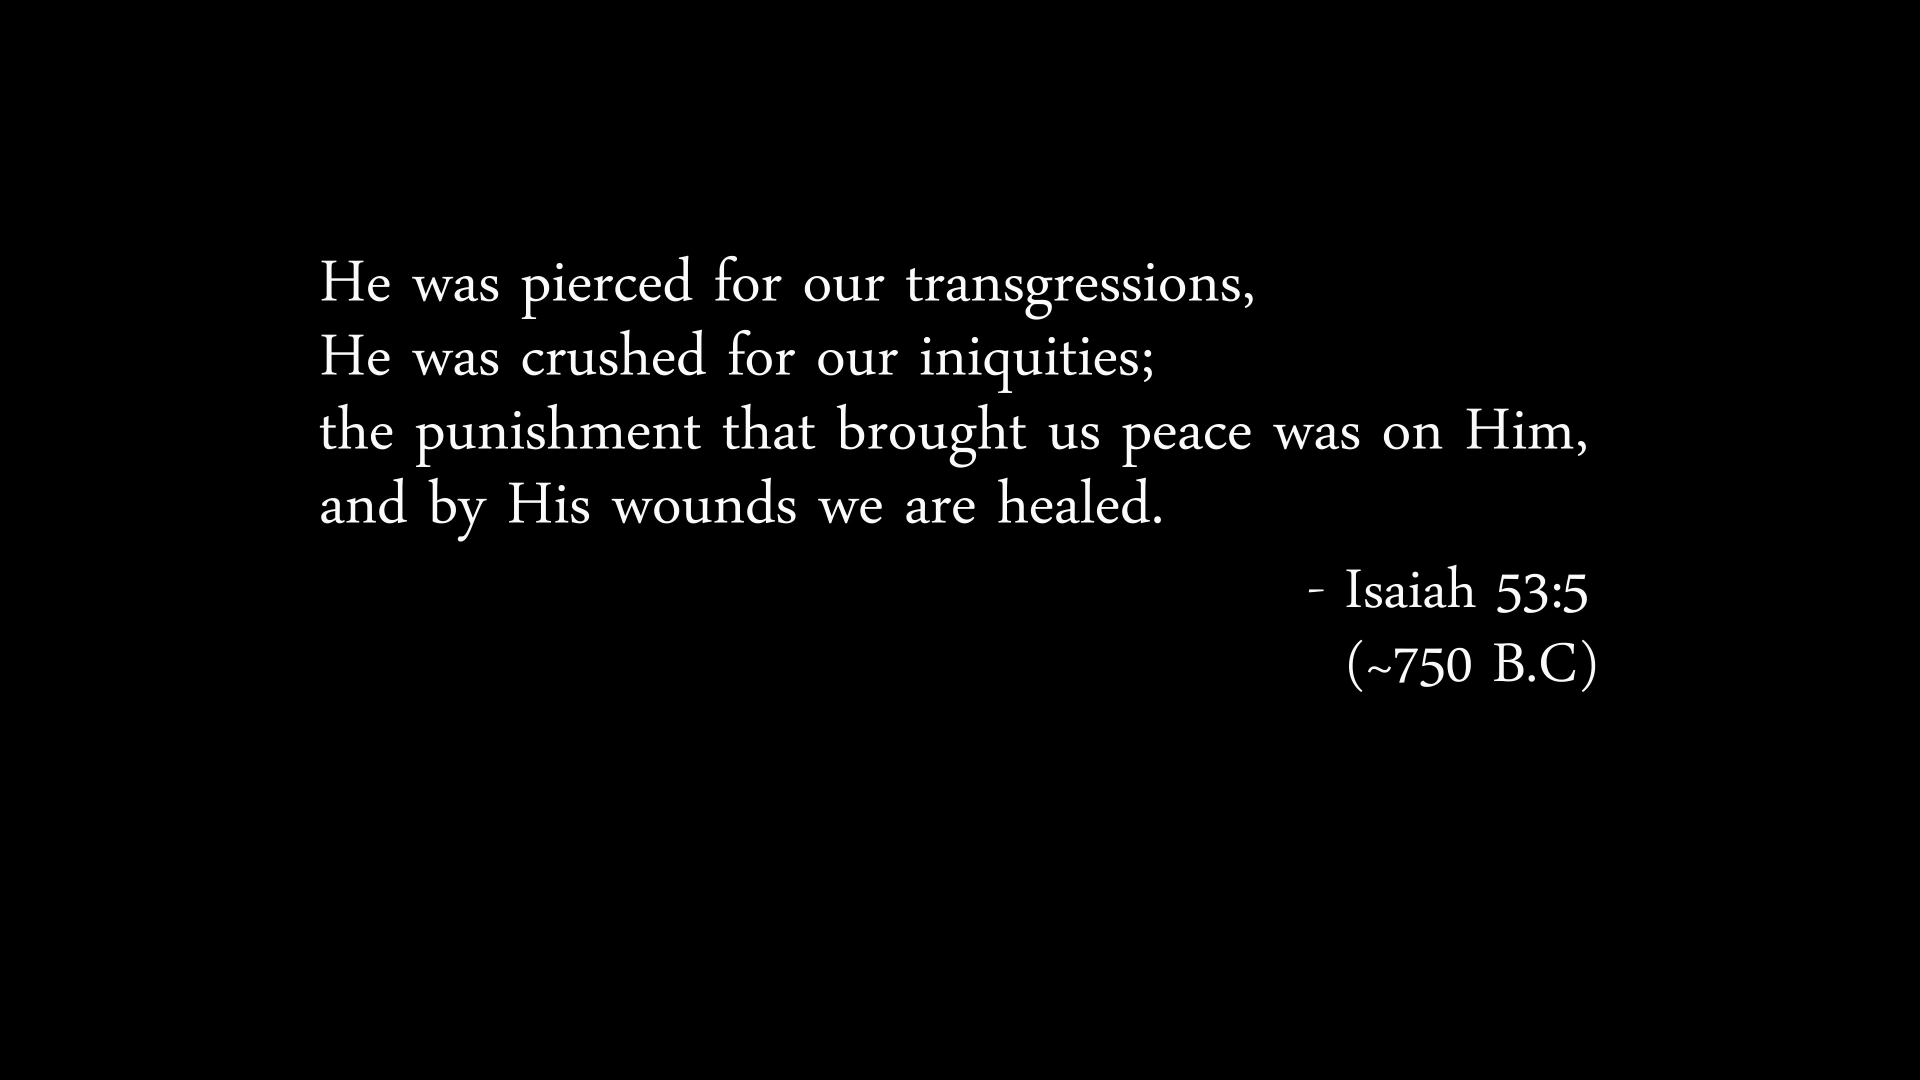 He was pierced for our transgressions,
He was crushed for our iniquities;
the punishment that brought us peace was on Him,
and by His wounds we are healed.
- Isaiah 53:5
(~750 B.C)